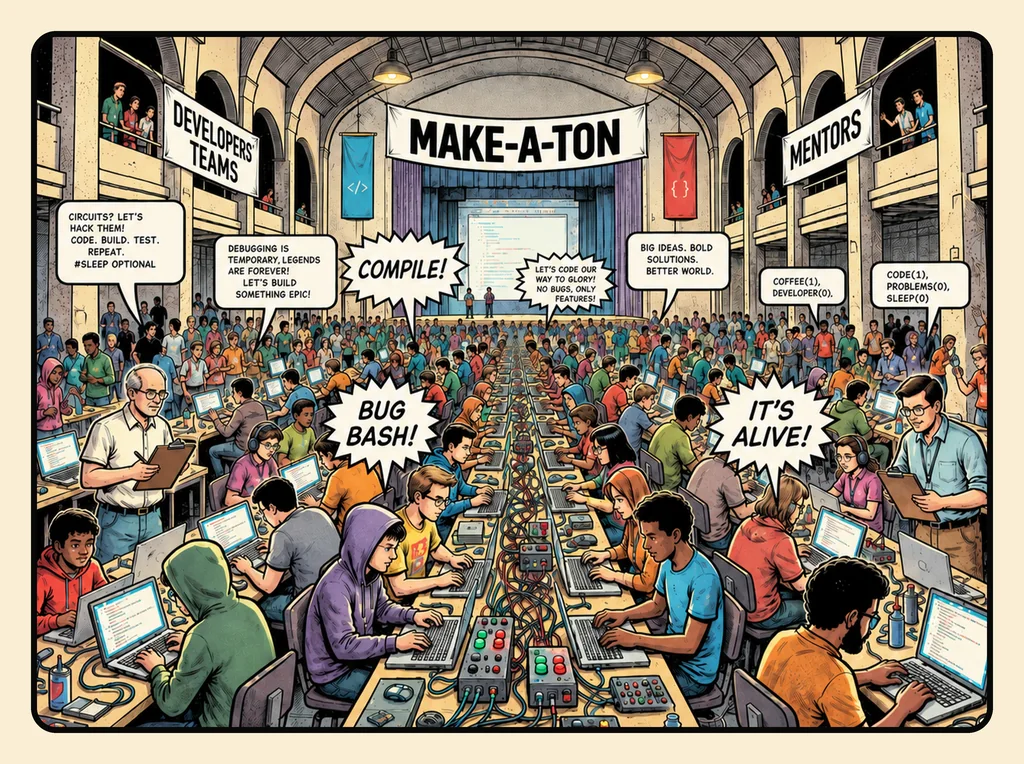 DEVELOPERS'
TEAMS
MAKE-A-TON
MENTORS
</>
{ }
CIRCUITS? LET'S
HACK THEM!
CODE. BUILD. TEST.
REPEAT.
#SLEEP OPTIONAL
DEBUGGING IS
TEMPORARY, LEGENDS
ARE FOREVER!
LET'S BUILD
SOMETHING EPIC!
COMPILE!
LET'S CODE OUR
WAY TO GLORY!
NO BUGS, ONLY
FEATURES!
BIG IDEAS. BOLD
SOLUTIONS.
BETTER WORLD.
COFFEE(1),
DEVELOPER(0),
CODE(1),
PROBLEMS(0),
SLEEP(0)
BUG
BASH!
IT'S
ALIVE!